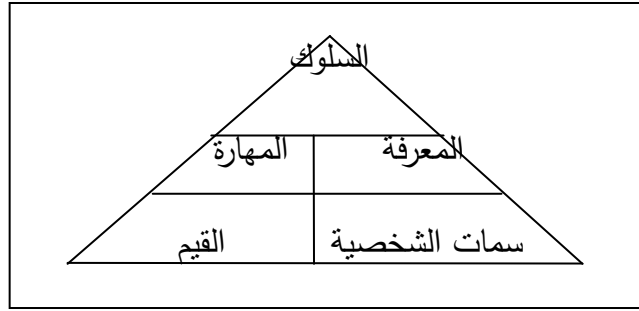 السلوك
المعرفة المهارة
سمات الشخصية القيم